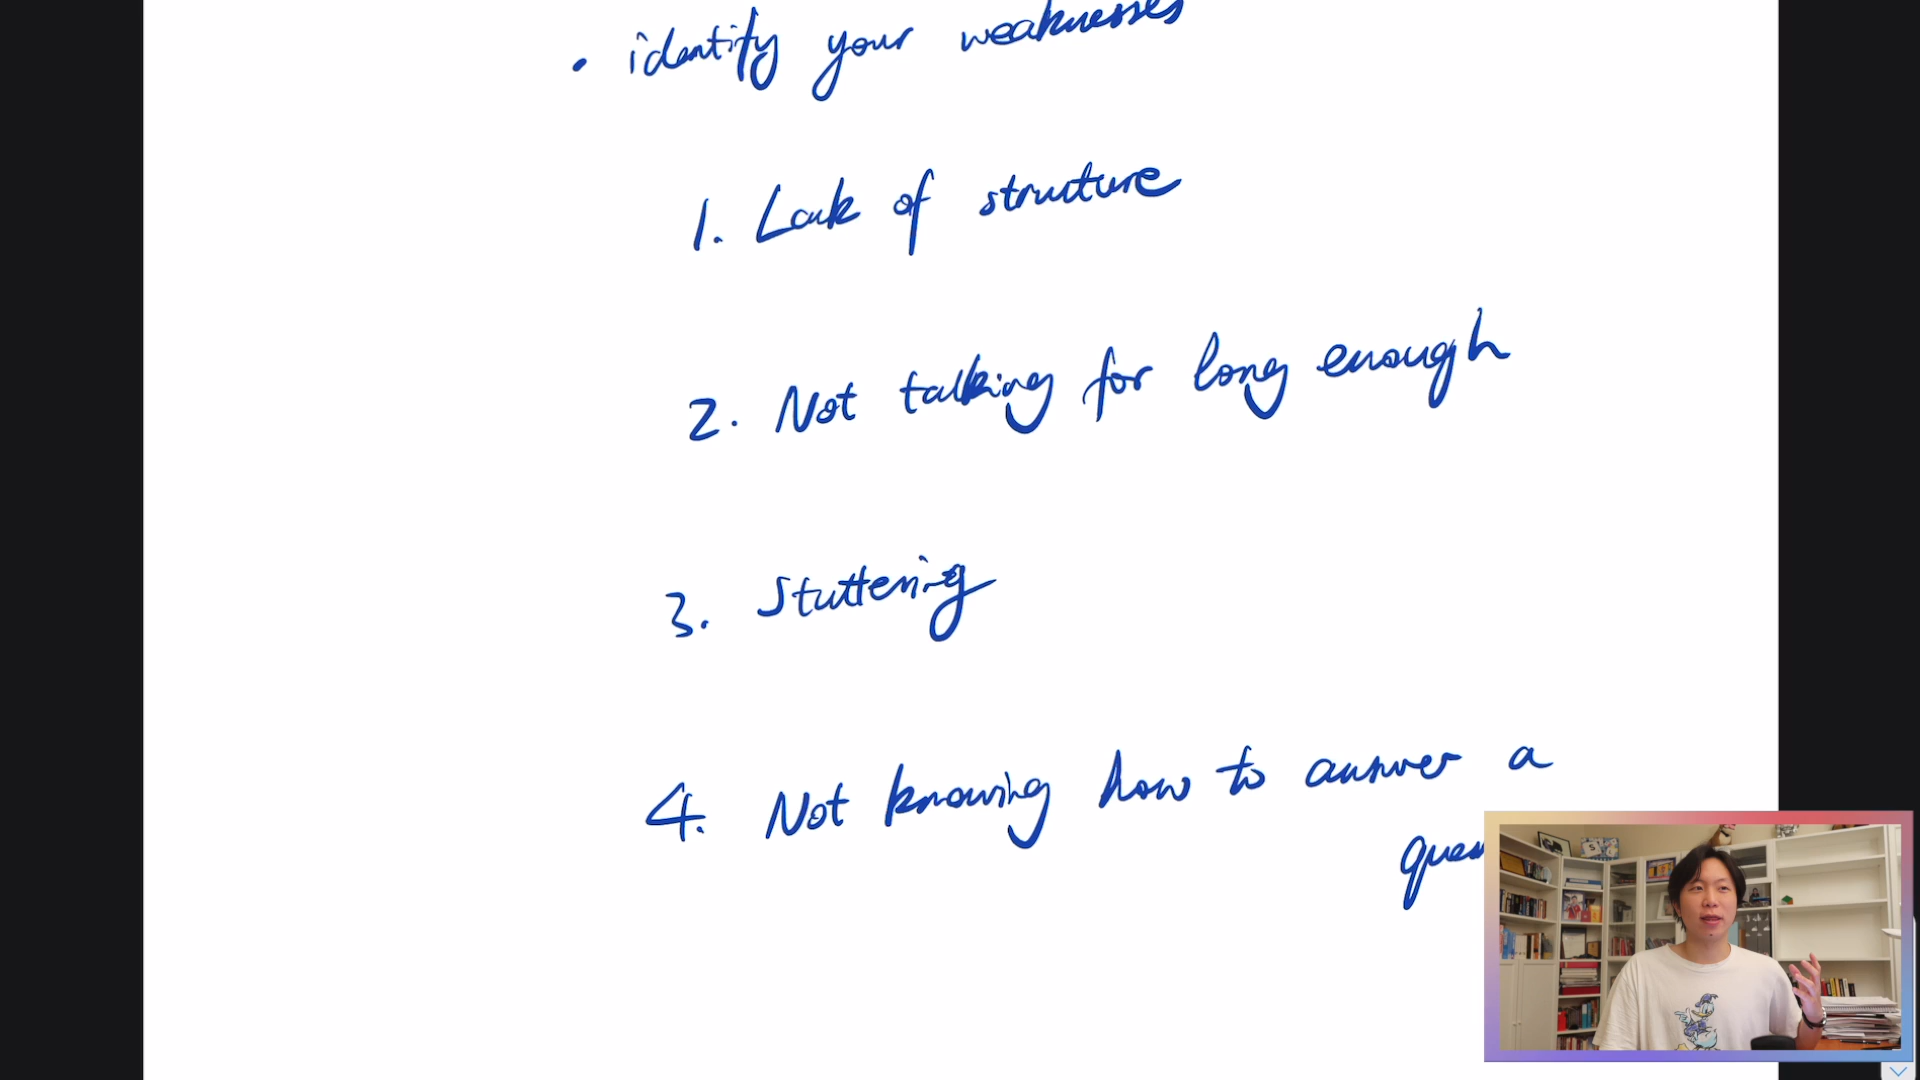 • identify your weaknesses
1. Lack of structure
2. Not talking for long enough
3. Stuttering
4. Not knowing how to answer a